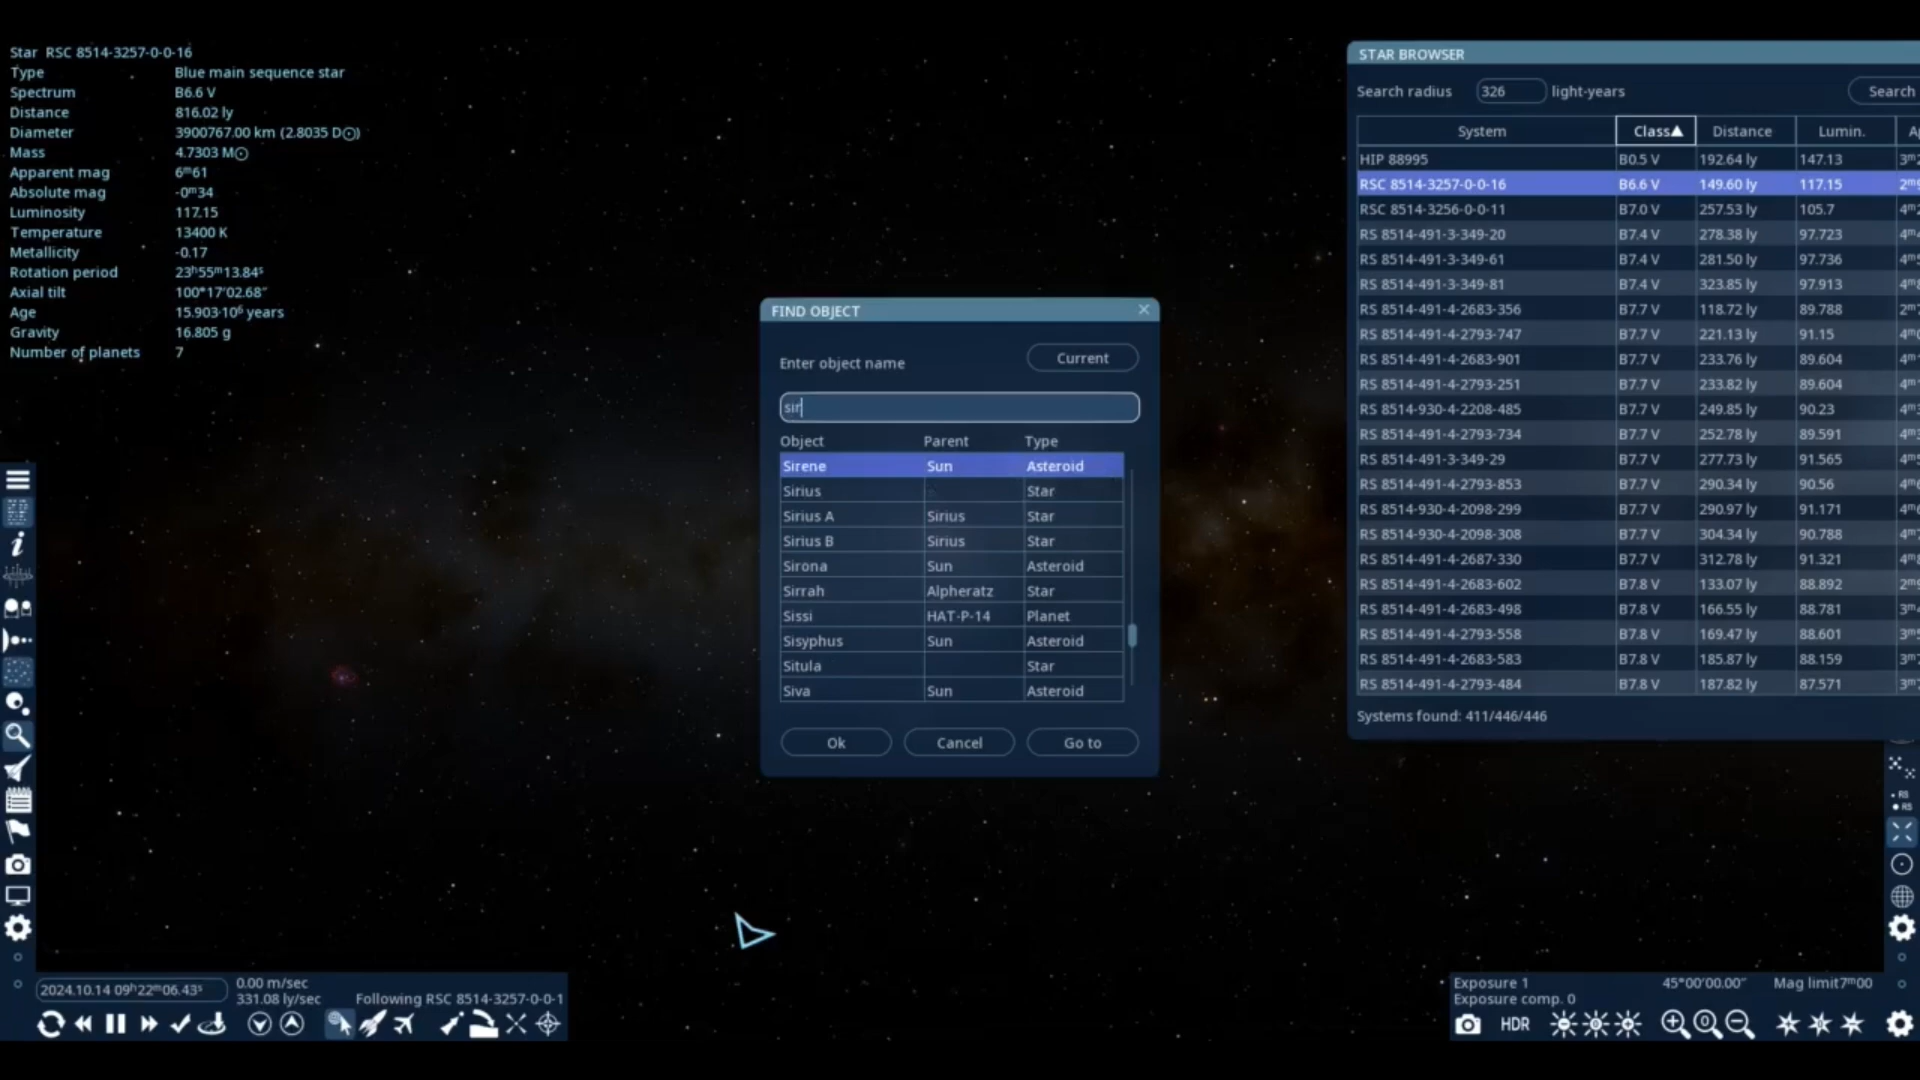 Star RSC 8514-3257-0-0-16
Type Blue main sequence star
Spectrum B6.6 V
Distance 816.02 ly
Diameter 3900767.00 km (2.8035 D☉)
Mass 4.7303 M☉
Apparent mag 6ᵐ61
Absolute mag -0ᵐ34
Luminosity 117.15
Temperature 13400 K
Metallicity -0.17
Rotation period 23ʰ55ᵐ13.84ˢ
Axial tilt 100°17′02.68″
Age 15.903·10⁶ years
Gravity 16.805 g
Number of planets 7
FIND OBJECT
Enter object name
Current
sir
Object Parent Type
Sirene Sun Asteroid
Sirius Star
Sirius A Sirius Star
Sirius B Sirius Star
Sirona Sun Asteroid
Sirrah Alpheratz Star
Sissi HAT-P-14 Planet
Sisyphus Sun Asteroid
Situla Star
Siva Sun Asteroid
Ok Cancel Go to
STAR BROWSER
Search radius 326 light-years Search
System Class▲ Distance Lumin.
HIP 88995 B0.5 V 192.64 ly 147.13
RSC 8514-3257-0-0-16 B6.6 V 149.60 ly 117.15
RSC 8514-3256-0-0-11 B7.0 V 257.53 ly 105.7
RS 8514-491-3-349-20 B7.4 V 278.38 ly 97.723
RS 8514-491-3-349-61 B7.4 V 281.50 ly 97.736
RS 8514-491-3-349-81 B7.4 V 323.85 ly 97.913
RS 8514-491-4-2683-356 B7.7 V 118.72 ly 89.788
RS 8514-491-4-2793-747 B7.7 V 221.13 ly 91.15
RS 8514-491-4-2683-901 B7.7 V 233.76 ly 89.604
RS 8514-491-4-2793-251 B7.7 V 233.82 ly 89.604
RS 8514-930-4-2208-485 B7.7 V 249.85 ly 90.23
RS 8514-491-4-2793-734 B7.7 V 252.78 ly 89.591
RS 8514-491-3-349-29 B7.7 V 277.73 ly 91.565
RS 8514-491-4-2793-853 B7.7 V 290.34 ly 90.56
RS 8514-930-4-2098-299 B7.7 V 290.97 ly 91.171
RS 8514-930-4-2098-308 B7.7 V 304.34 ly 90.788
RS 8514-491-4-2687-330 B7.7 V 312.78 ly 91.321
RS 8514-491-4-2683-602 B7.8 V 133.07 ly 88.892
RS 8514-491-4-2683-498 B7.8 V 166.55 ly 88.781
RS 8514-491-4-2793-558 B7.8 V 169.47 ly 88.601
RS 8514-491-4-2683-583 B7.8 V 185.87 ly 88.159
RS 8514-491-4-2793-484 B7.8 V 187.82 ly 87.571
Systems found: 411/446/446
RS
RS
2024.10.14 09ʰ22ᵐ06.43ˢ
0.00 m/sec
331.08 ly/sec
Following RSC 8514-3257-0-0-1
Exposure 1 45°00′00.00″ Mag limit7ᵐ00
Exposure comp. 0
HDR